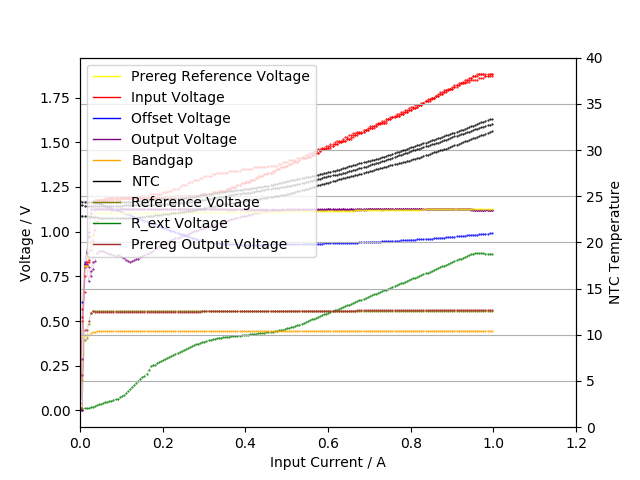 Prereg Reference Voltage
Input Voltage
Offset Voltage
Output Voltage
Bandgap
NTC
Reference Voltage
R_ext Voltage
Prereg Output Voltage
Voltage / V
1.75
1.50
1.25
1.00
0.75
0.50
0.25
0.00
0.0 0.2 0.4 0.6 0.8 1.0 1.2
Input Current / A
40
35
30
25
20
15
10
5
0
NTC Temperature